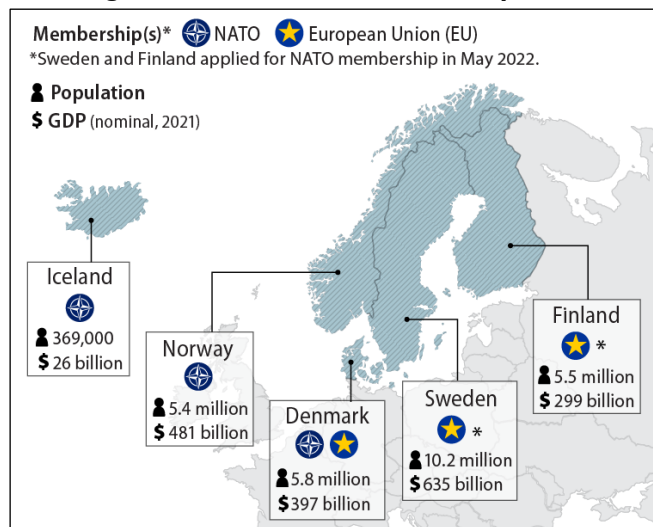 Membership(s)* NATO European Union (EU)
*Sweden and Finland applied for NATO membership in May 2022.
Population
$ GDP (nominal, 2021)
Iceland
369,000
$ 26 billion
Norway
5.4 million
$ 481 billion
Denmark
5.8 million
$ 397 billion
Sweden
*
10.2 million
$ 635 billion
Finland
*
5.5 million
$ 299 billion